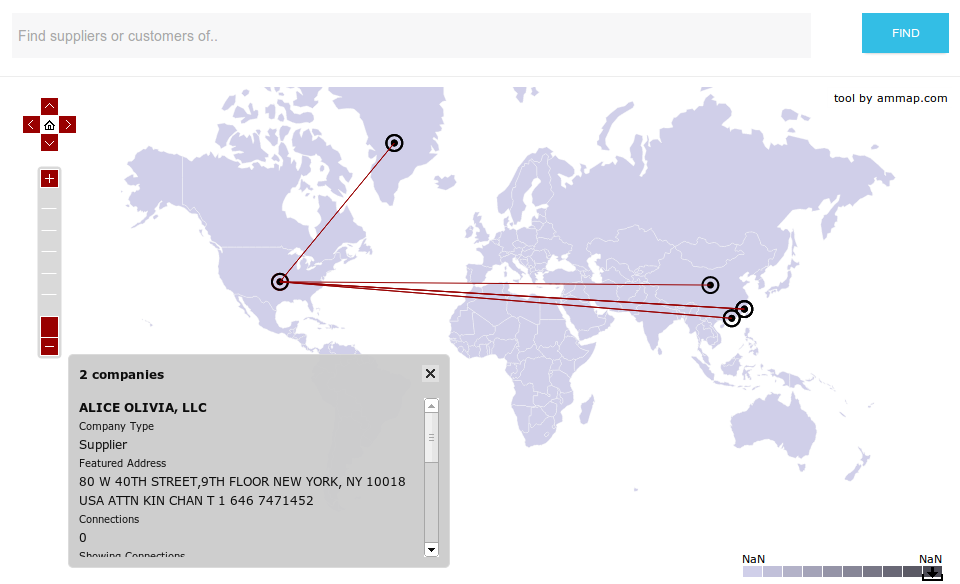 Find suppliers or customers of..
FIND
tool by ammap.com
2 companies
ALICE OLIVIA, LLC
Company Type
Supplier
Featured Address
80 W 40TH STREET,9TH FLOOR NEW YORK, NY 10018
USA ATTN KIN CHAN T 1 646 7471452
Connections
0
Showing Connections
NaN
NaN